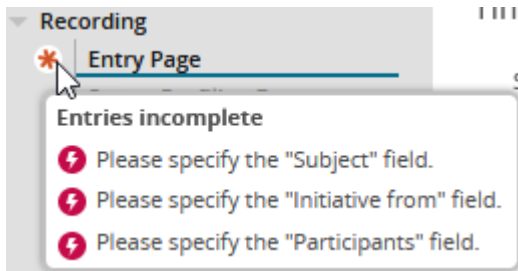 Recording
Entry Page
Entries incomplete
Please specify the "Subject" field.
Please specify the "Initiative from" field.
Please specify the "Participants" field.